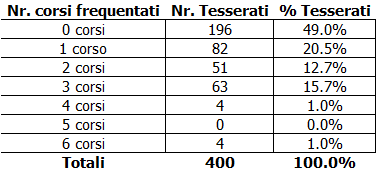 Nr. corsi frequentati Nr. Tesserati % Tesserati
0 corsi 196 49.0%
1 corso 82 20.5%
2 corsi 51 12.7%
3 corsi 63 15.7%
4 corsi 4 1.0%
5 corsi 0 0.0%
6 corsi 4 1.0%
Totali 400 100.0%